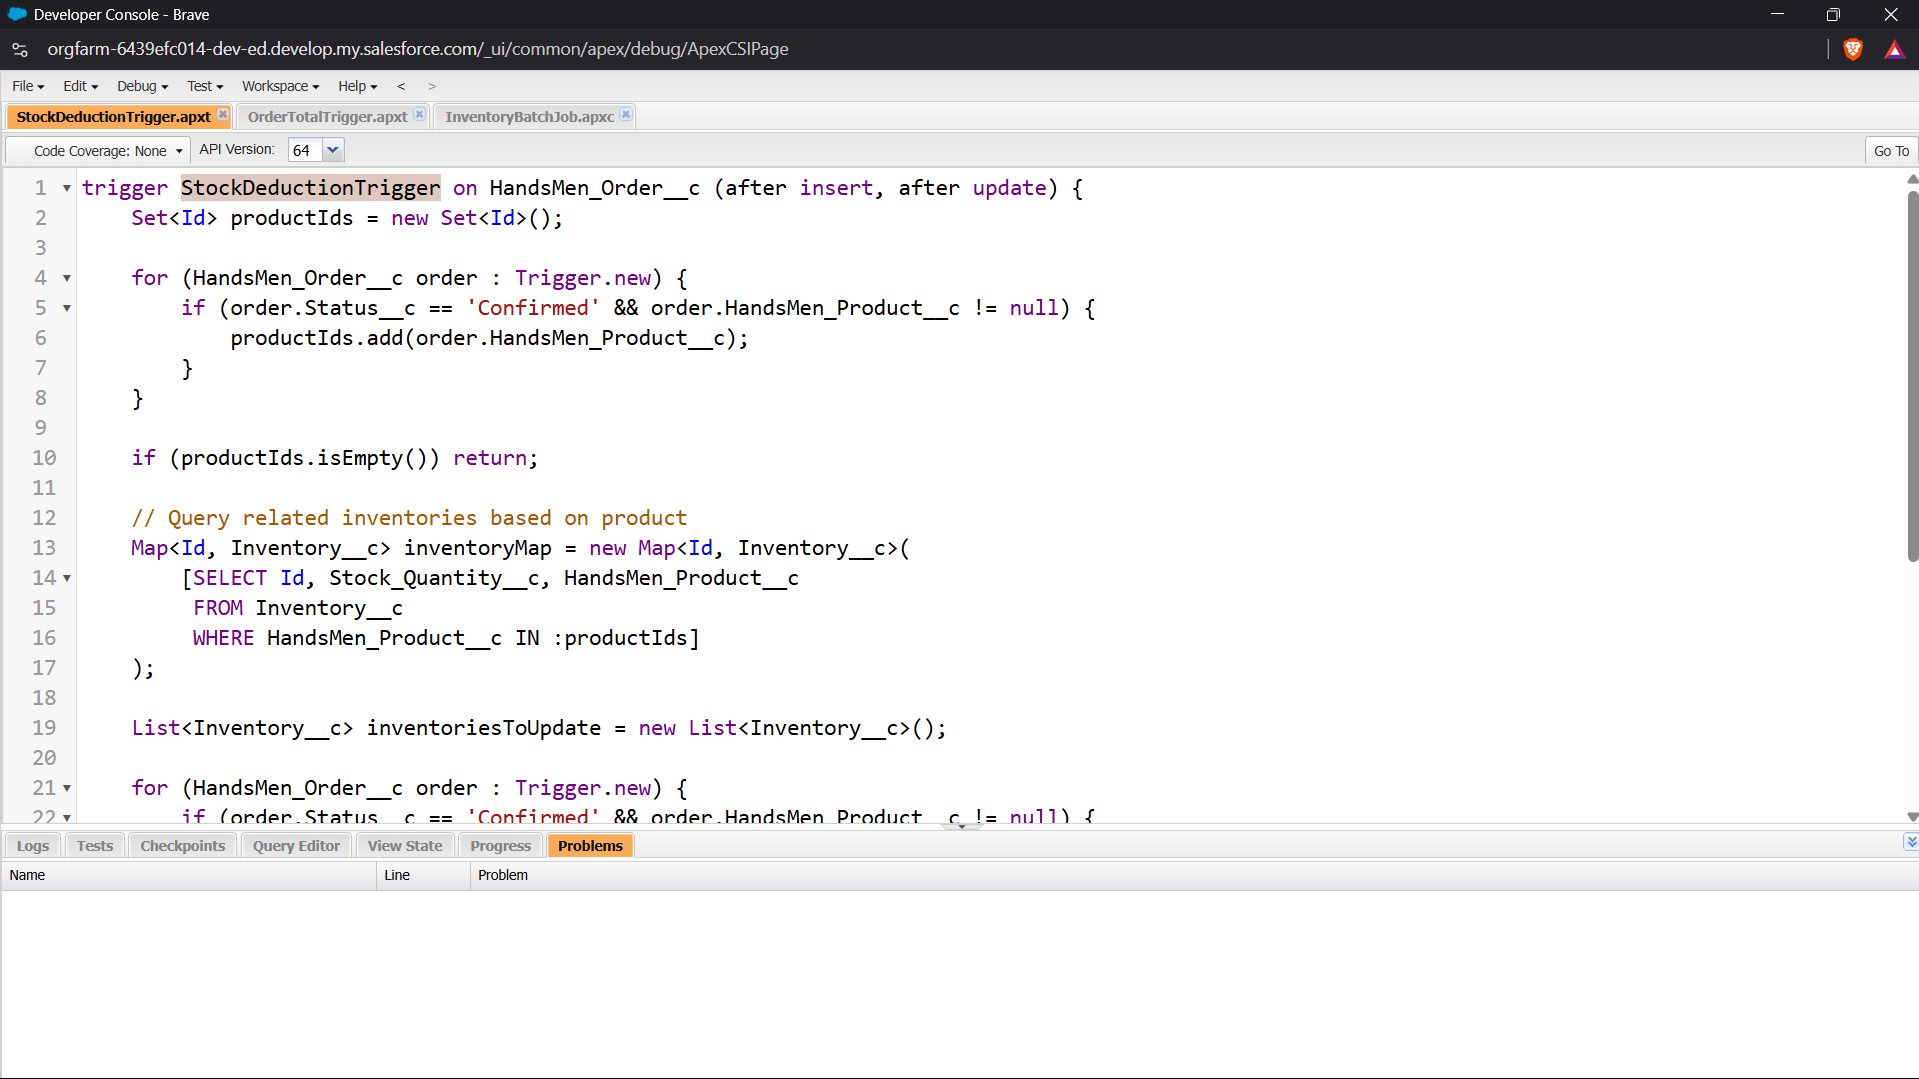 Developer Console - Brave
orgfarm-6439efc014-dev-ed.develop.my.salesforce.com/_ui/common/apex/debug/ApexCSIPage
File Edit Debug Test Workspace Help < >
StockDeductionTrigger.apxt OrderTotalTrigger.apxt InventoryBatchJob.apxc
Code Coverage: None API Version: 64 Go To
1 trigger StockDeductionTrigger on HandsMen_Order__c (after insert, after update) {
2 Set<Id> productIds = new Set<Id>();
3
4 for (HandsMen_Order__c order : Trigger.new) {
5 if (order.Status__c == 'Confirmed' && order.HandsMen_Product__c != null) {
6 productIds.add(order.HandsMen_Product__c);
7 }
8 }
9
10 if (productIds.isEmpty()) return;
11
12 // Query related inventories based on product
13 Map<Id, Inventory__c> inventoryMap = new Map<Id, Inventory__c>(
14 [SELECT Id, Stock_Quantity__c, HandsMen_Product__c
15 FROM Inventory__c
16 WHERE HandsMen_Product__c IN :productIds]
17 );
18
19 List<Inventory__c> inventoriesToUpdate = new List<Inventory__c>();
20
21 for (HandsMen_Order__c order : Trigger.new) {
22 if (order.Status__c == 'Confirmed' && order.HandsMen_Product__c != null) {
Logs Tests Checkpoints Query Editor View State Progress Problems
Name Line Problem